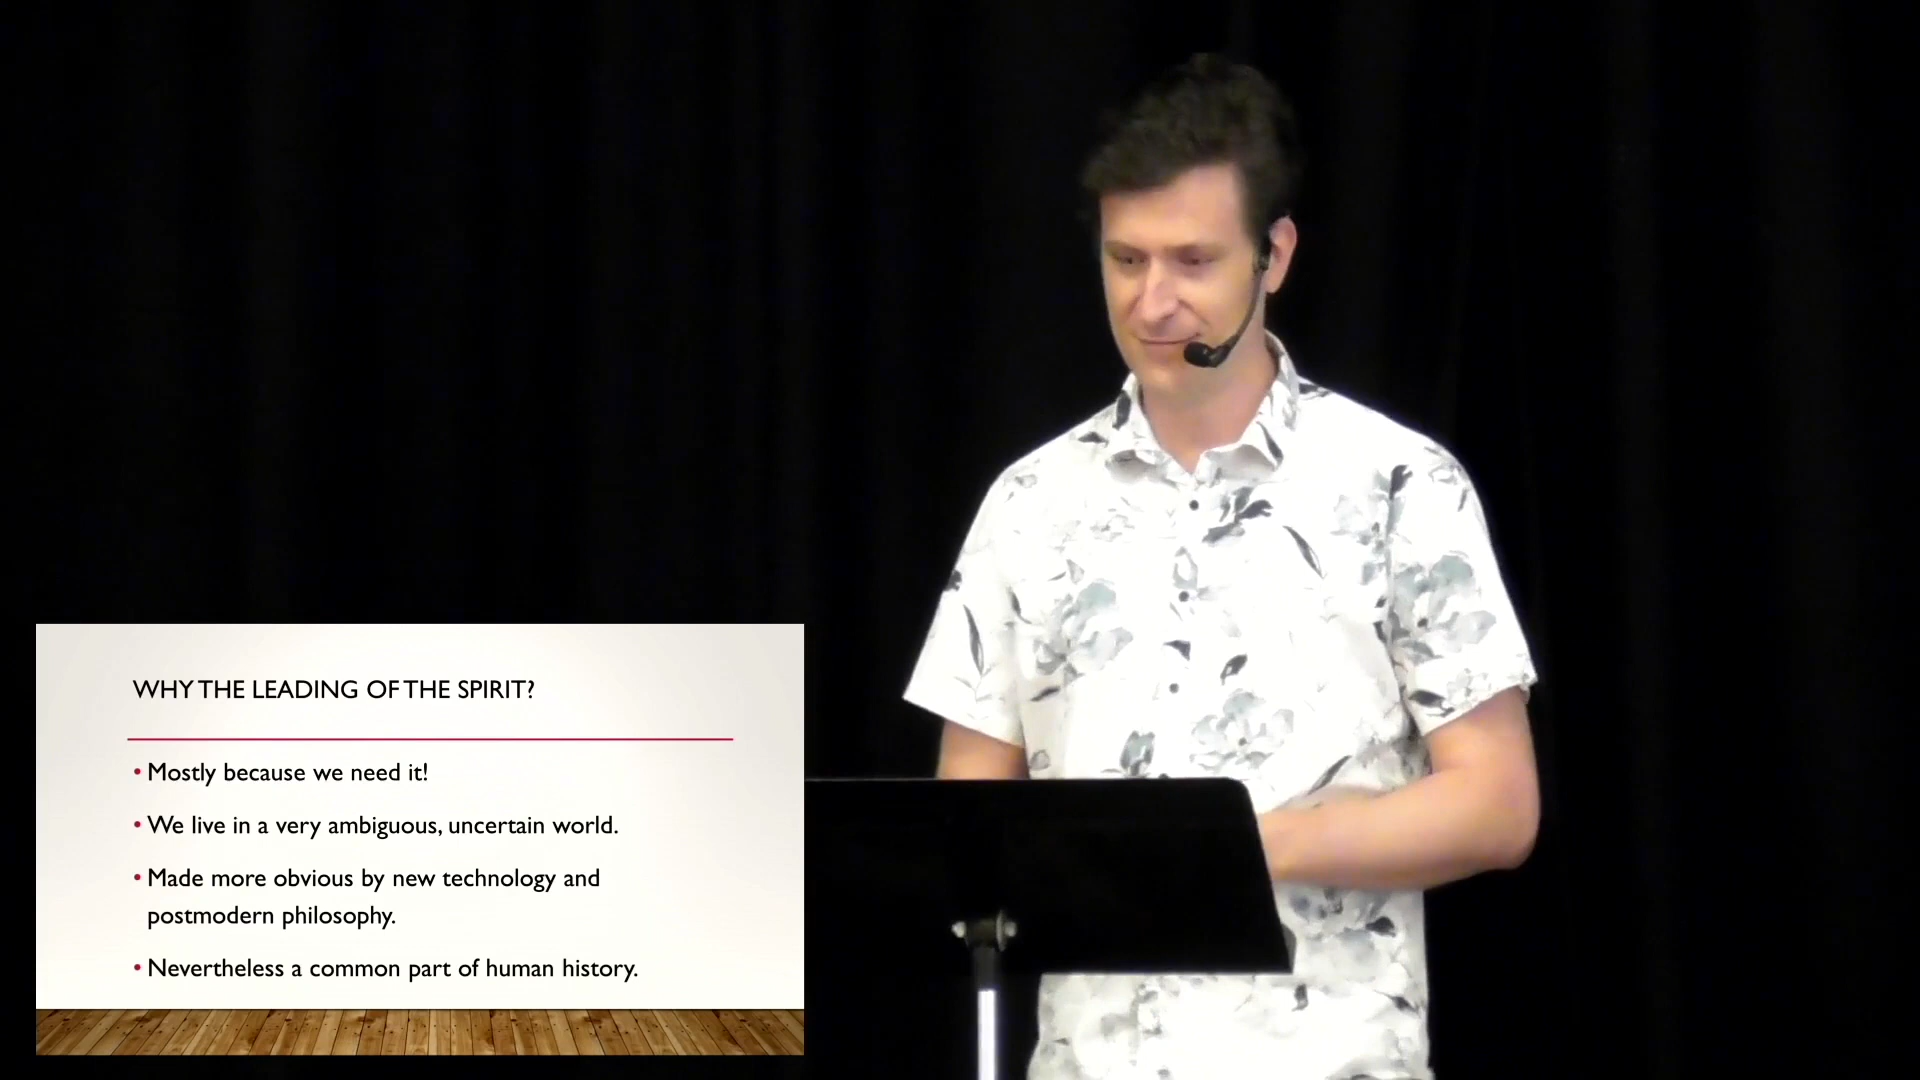 WHY THE LEADING OF THE SPIRIT?
• Mostly because we need it!
• We live in a very ambiguous, uncertain world.
• Made more obvious by new technology and
postmodern philosophy.
• Nevertheless a common part of human history.